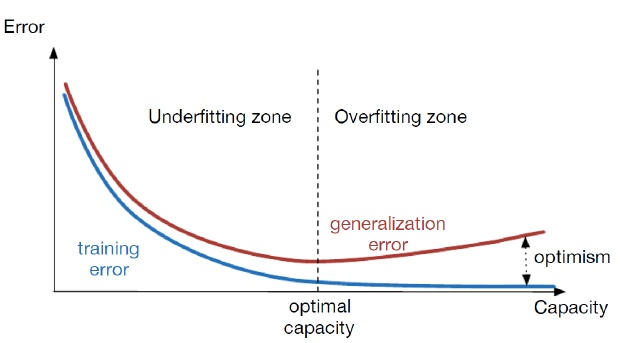 Error
Underfitting zone
Overfitting zone
generalization
error
training
error
optimism
optimal
capacity
Capacity